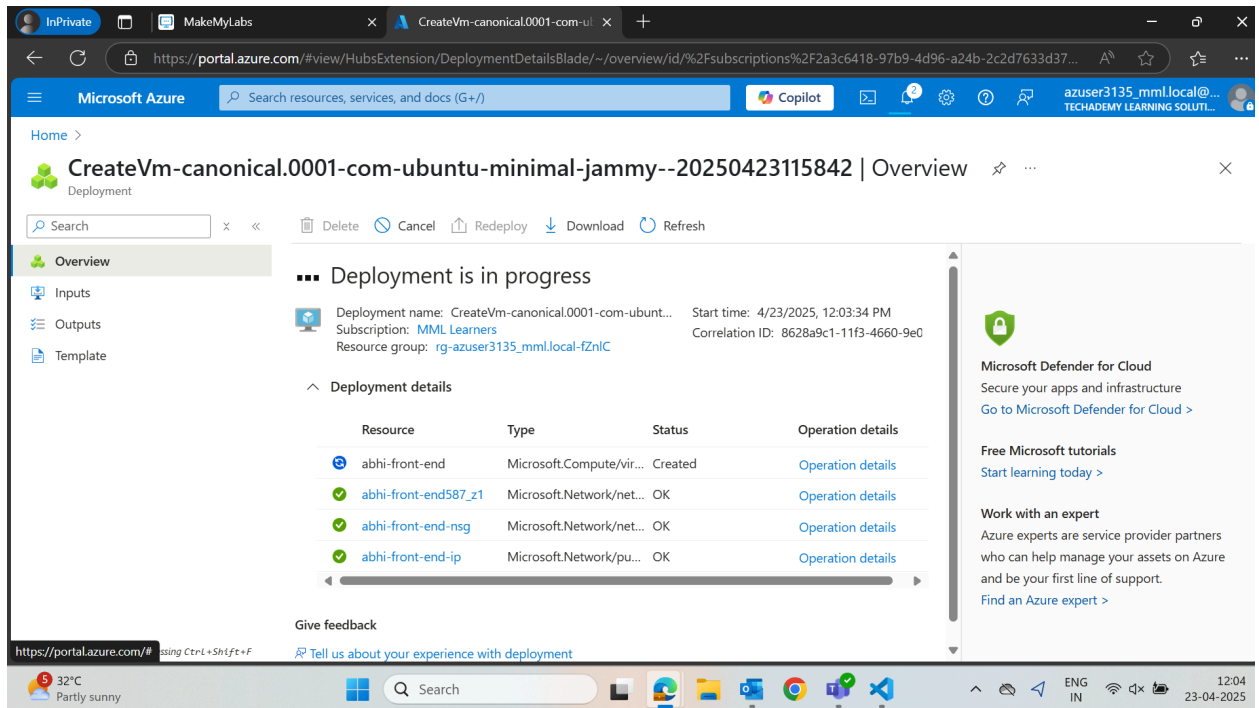 InPrivate
MakeMyLabs
CreateVm-canonical.0001-com-ub
https://portal.azure.com/#view/HubsExtension/DeploymentDetailsBlade/~/overview/id/%2Fsubscriptions%2F2a3c6418-97b9-4d96-a24b-2c2d7633d37...
Microsoft Azure
Search resources, services, and docs (G+/)
Copilot
2
azuser3135_mml.local@...
TECHADEMY LEARNING SOLUTI...
Home >
CreateVm-canonical.0001-com-ubuntu-minimal-jammy--20250423115842 | Overview
Deployment
Search
Delete
Cancel
Redeploy
Download
Refresh
Overview
Inputs
Outputs
Template
Deployment is in progress
Deployment name: CreateVm-canonical.0001-com-ubunt...
Subscription: MML Learners
Resource group: rg-azuser3135_mml.local-fZnlC
Start time: 4/23/2025, 12:03:34 PM
Correlation ID: 8628a9c1-11f3-4660-9e0
Deployment details
Resource Type Status Operation details
abhi-front-end Microsoft.Compute/vir... Created Operation details
abhi-front-end587_z1 Microsoft.Network/net... OK Operation details
abhi-front-end-nsg Microsoft.Network/net... OK Operation details
abhi-front-end-ip Microsoft.Network/pu... OK Operation details
Give feedback
Tell us about your experience with deployment
Microsoft Defender for Cloud
Secure your apps and infrastructure
Go to Microsoft Defender for Cloud >
Free Microsoft tutorials
Start learning today >
Work with an expert
Azure experts are service provider partners
who can help manage your assets on Azure
and be your first line of support.
Find an Azure expert >
https://portal.azure.com/#
ssing Ctrl+Shift+F
5
32°C
Partly sunny
Search
ENG
IN
12:04
23-04-2025